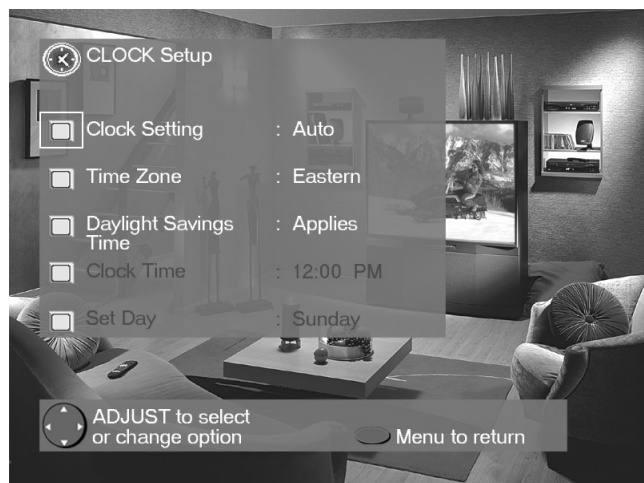 CLOCK Setup
Clock Setting : Auto
Time Zone : Eastern
Daylight Savings : Applies
Time
Clock Time : 12:00 PM
Set Day : Sunday
ADJUST to select
or change option
Menu to return